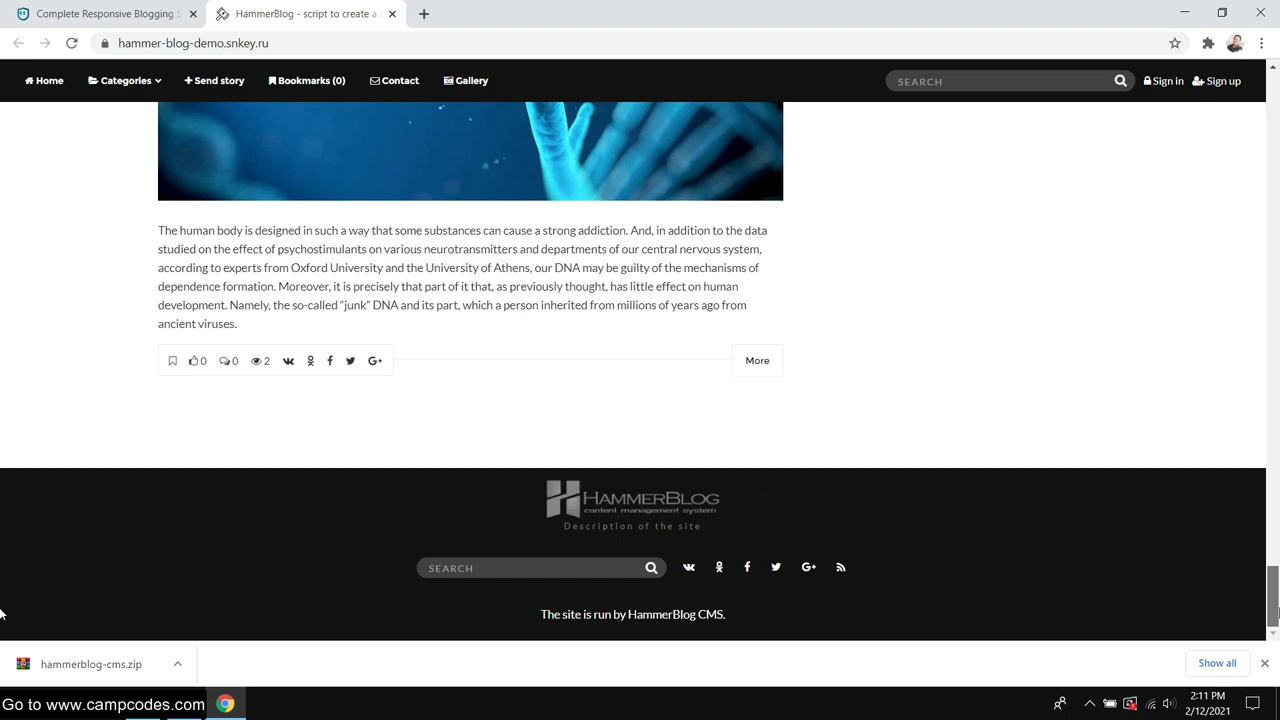 Complete Responsive Blogging S
HammerBlog - script to create a
hammer-blog-demo.snkey.ru
Home
Categories
Send story
Bookmarks (0)
Contact
Gallery
SEARCH
Sign in
Sign up
The human body is designed in such a way that some substances can cause a strong addiction. And, in addition to the data
studied on the effect of psychostimulants on various neurotransmitters and departments of our central nervous system,
according to experts from Oxford University and the University of Athens, our DNA may be guilty of the mechanisms of
dependence formation. Moreover, it is precisely that part of it that, as previously thought, has little effect on human
development. Namely, the so-called “junk” DNA and its part, which a person inherited from millions of years ago from
ancient viruses.
0 0 2
More
HAMMERBLOG
content management system
Description of the site
SEARCH
The site is run by HammerBlog CMS.
hammerblog-cms.zip
Show all
Go to www.campcodes.com
2:11 PM
2/12/2021